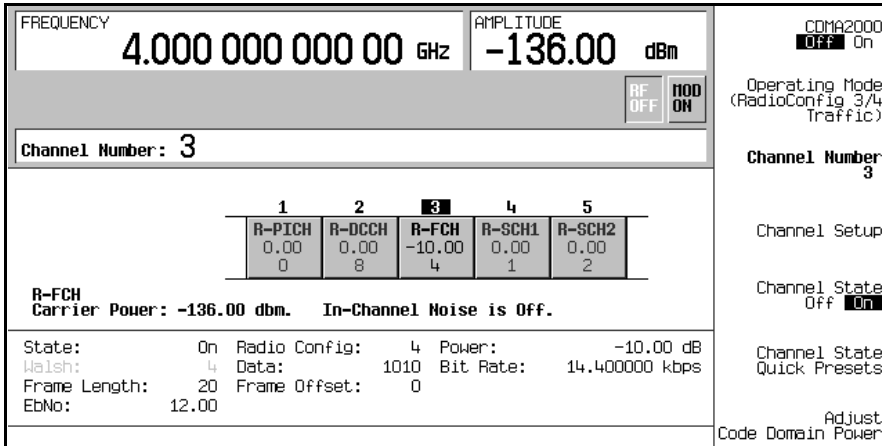 FREQUENCY
4.000 000 000 00 GHz
AMPLITUDE
-136.00 dBm
RF OFF
MOD ON
Channel Number: 3
1 2 3 4 5
R-PICH R-DCCH R-FCH R-SCH1 R-SCH2
0.00 0.00 -10.00 0.00 0.00
0 8 4 1 2
R-FCH
Carrier Power: -136.00 dbm. In-Channel Noise is Off.
State: On Radio Config: 4 Power: -10.00 dB
Walsh: 4 Data: 1010 Bit Rate: 14.400000 kbps
Frame Length: 20 Frame Offset: 0
EbNo: 12.00
CDMA2000
Off On
Operating Mode
(RadioConfig 3/4
Traffic)
Channel Number
3
Channel Setup
Channel State
Off On
Channel State
Quick Presets
Adjust
Code Domain Power